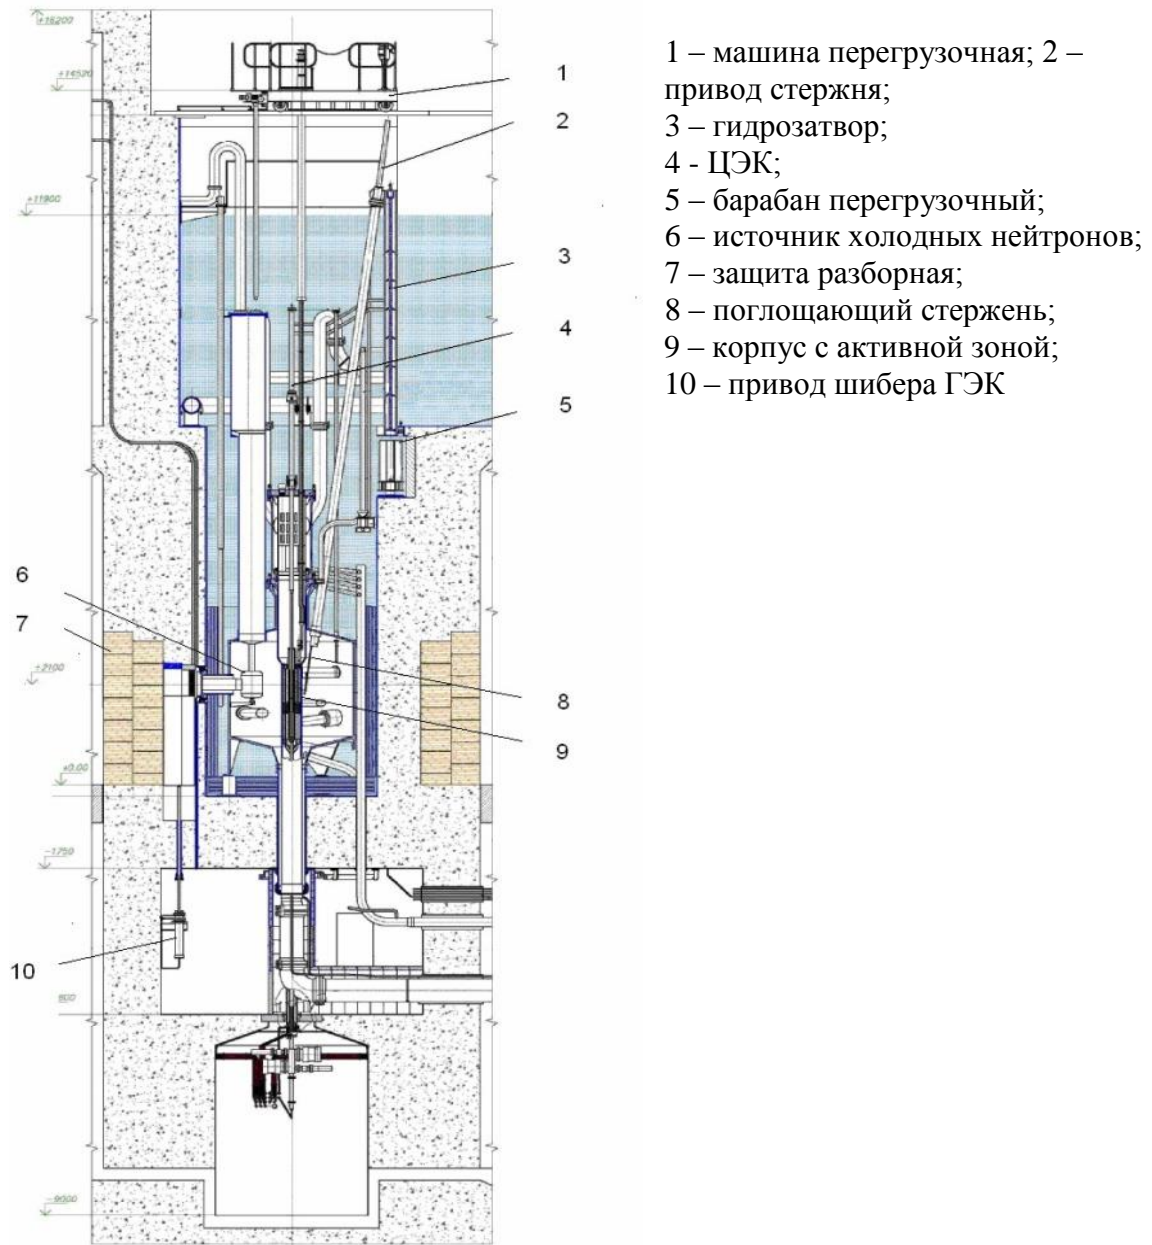 +16200
+14520
1
2
+11900
3
4
5
6
7
+2100
8
9
+0.00
-1750
10
600
-9000
1 – машина перегрузочная; 2 –
привод стержня;
3 – гидрозатвор;
4 - ЦЭК;
5 – барабан перегрузочный;
6 – источник холодных нейтронов;
7 – защита разборная;
8 – поглощающий стержень;
9 – корпус с активной зоной;
10 – привод шибера ГЭК